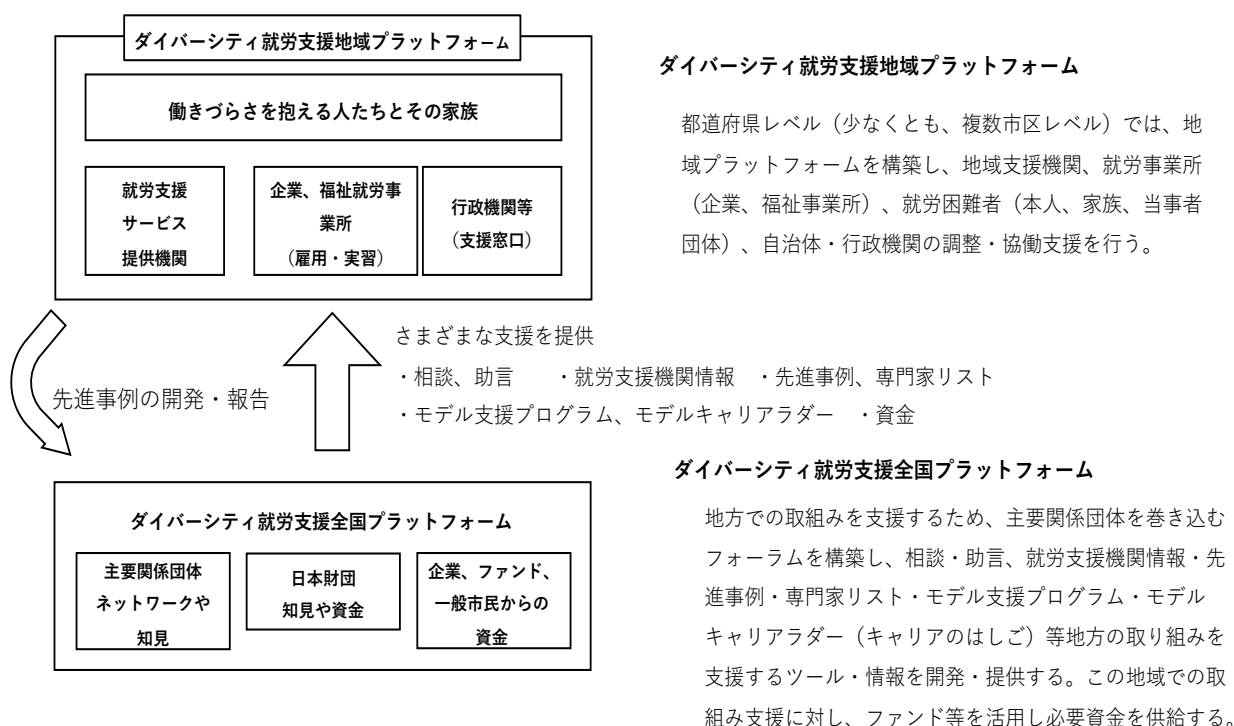 ダイバーシティ就労支援地域プラットフォーム
働きづらさを抱える人たちとその家族
就労支援
サービス
提供機関
企業、福祉就労事
業所
（雇用・実習）
行政機関等
（支援窓口）
ダイバーシティ就労支援地域プラットフォーム
都道府県レベル（少なくとも、複数市区レベル）では、地
域プラットフォームを構築し、地域支援機関、就労事業所
（企業、福祉事業所）、就労困難者（本人、家族、当事者
団体）、自治体・行政機関の調整・協働支援を行う。
先進事例の開発・報告
さまざまな支援を提供
・相談、助言　　・就労支援機関情報　・先進事例、専門家リスト
・モデル支援プログラム、モデルキャリアラダー　・資金
ダイバーシティ就労支援全国プラットフォーム
主要関係団体
ネットワークや
知見
日本財団
知見や資金
企業、ファンド、
一般市民からの
資金
ダイバーシティ就労支援全国プラットフォーム
地方での取組みを支援するため、主要関係団体を巻き込む
フォーラムを構築し、相談・助言、就労支援機関情報・先
進事例・専門家リスト・モデル支援プログラム・モデル
キャリアラダー（キャリアのはしご）等地方の取り組みを
支援するツール・情報を開発・提供する。この地域での取
組み支援に対し、ファンド等を活用し必要資金を供給する。